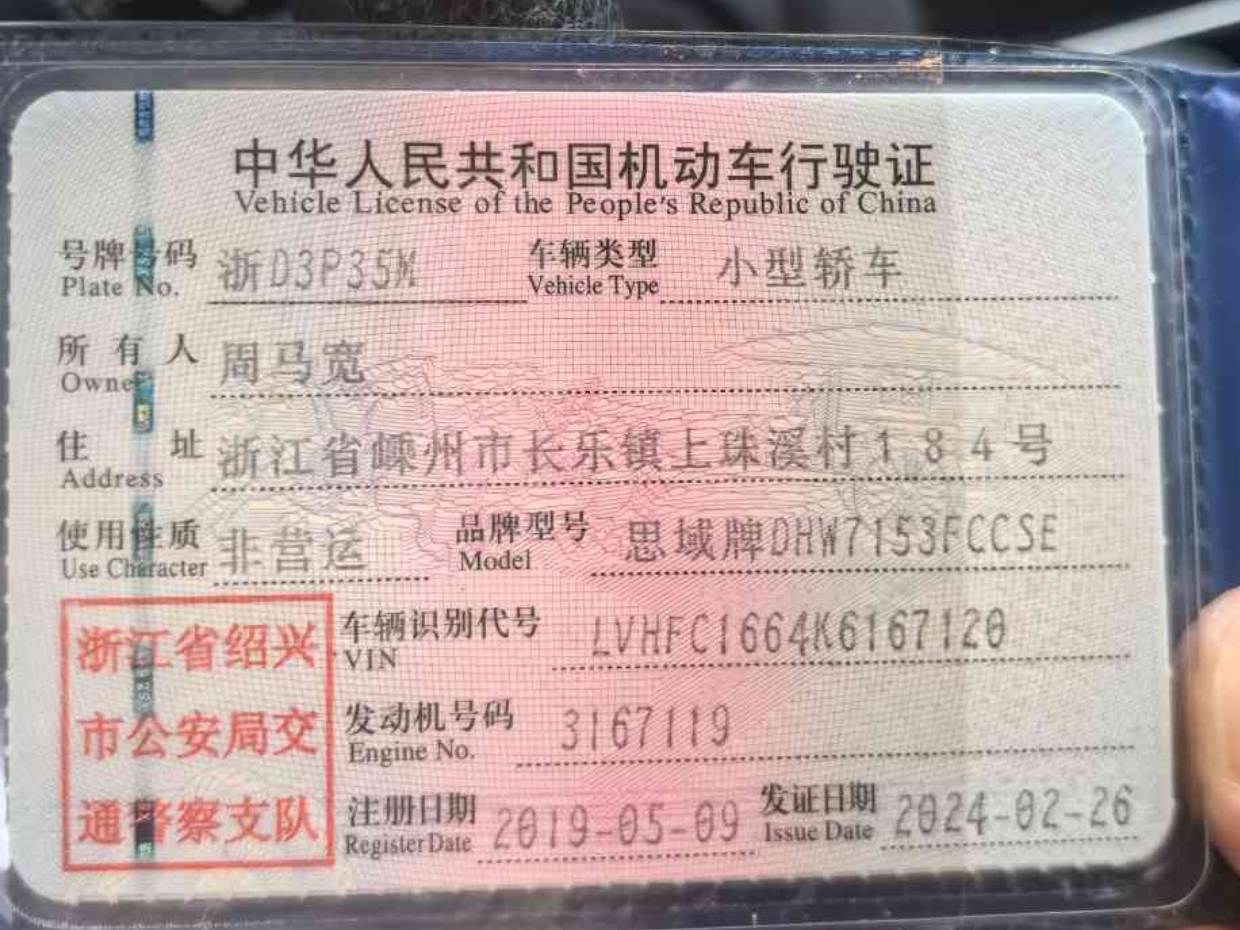 中华人民共和国机动车行驶证
Vehicle License of the People's Republic of China
号牌号码 浙D3P35M 车辆类型 小型轿车
Plate No. Vehicle Type
所有人 周马宽
Owner
住址 浙江省嵊州市长乐镇上珠溪村184号
Address
使用性质 非营运 品牌型号 思域牌DHW7153FCCSE
Use Character Model
浙江省绍兴
市公安局交
通警察支队
车辆识别代号 LVHFC1664K6167120
VIN
发动机号码 3167119
Engine No.
注册日期 2019-05-09 发证日期 2024-02-26
Register Date Issue Date